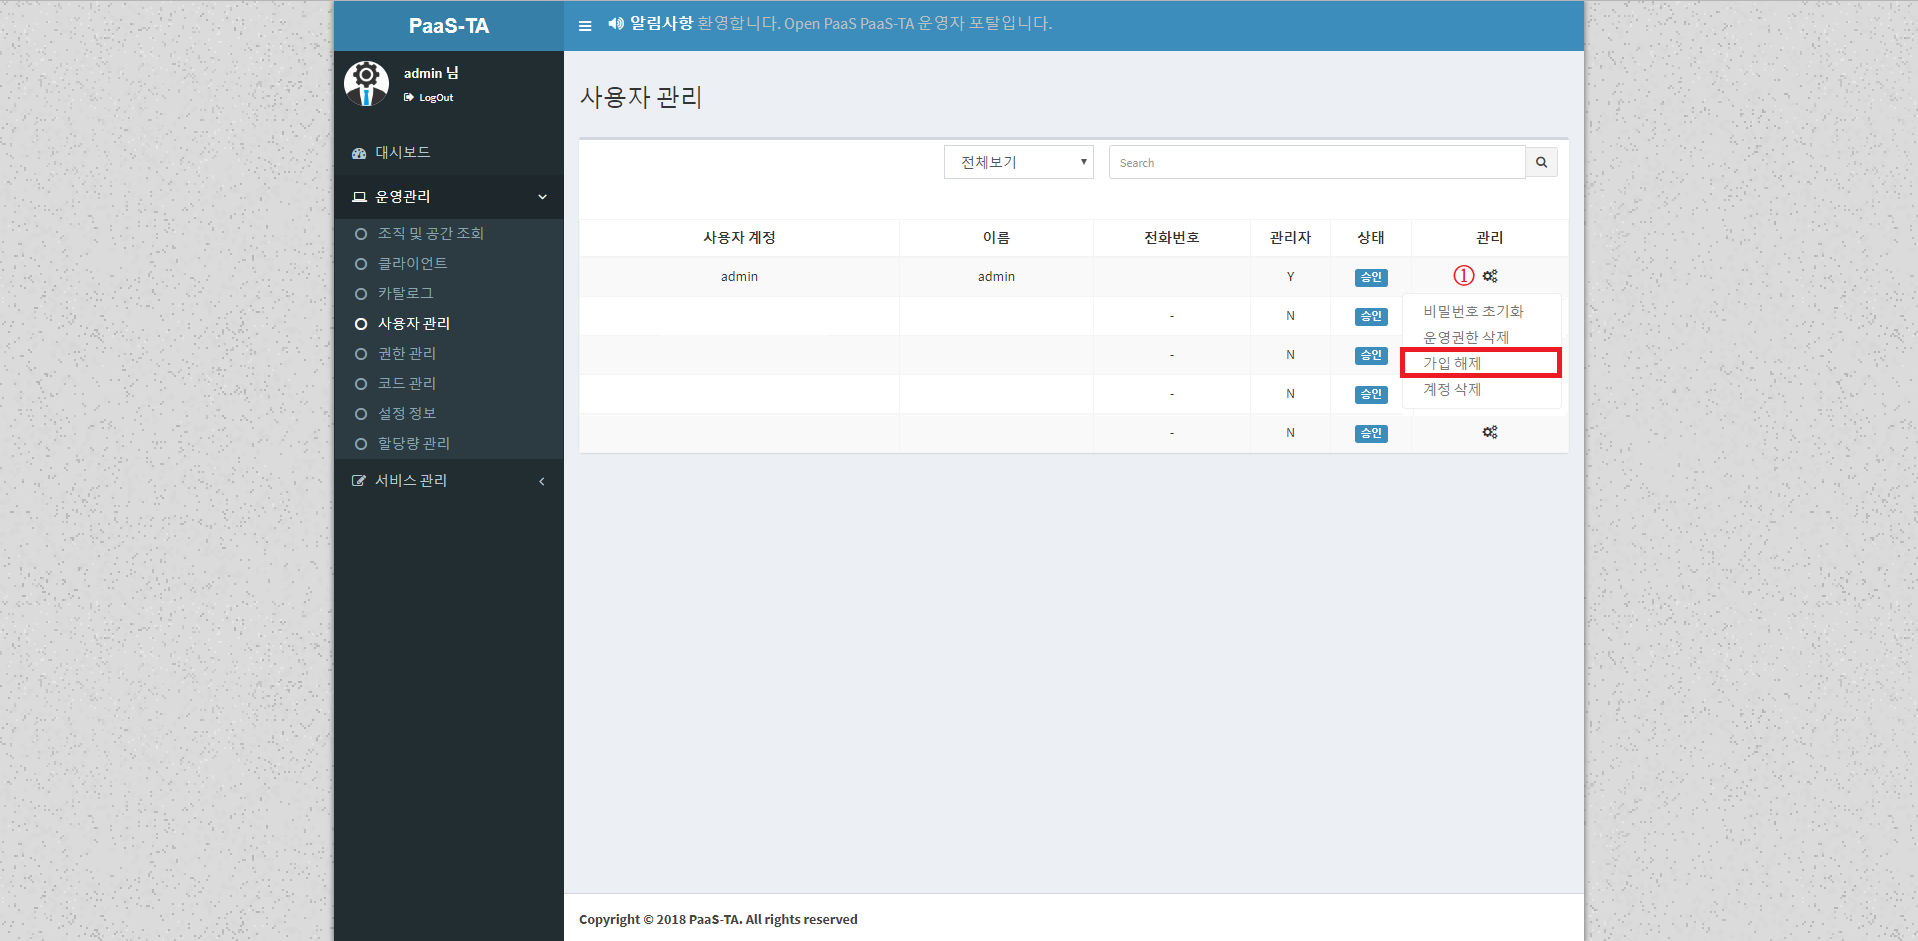 PaaS-TA
알림사항 환영합니다. Open PaaS PaaS-TA 운영자 포탈입니다.
admin 님
LogOut
대시보드
운영관리
조직 및 공간 조회
클라이언트
카탈로그
사용자 관리
권한 관리
코드 관리
설정 정보
할당량 관리
서비스 관리
사용자 관리
전체보기 Search
사용자 계정 이름 전화번호 관리자 상태 관리
admin admin Y 승인 ①
- N 승인
- N 승인
- N 승인
- N 승인
비밀번호 초기화
운영권한 삭제
가입 해제
계정 삭제
Copyright © 2018 PaaS-TA. All rights reserved